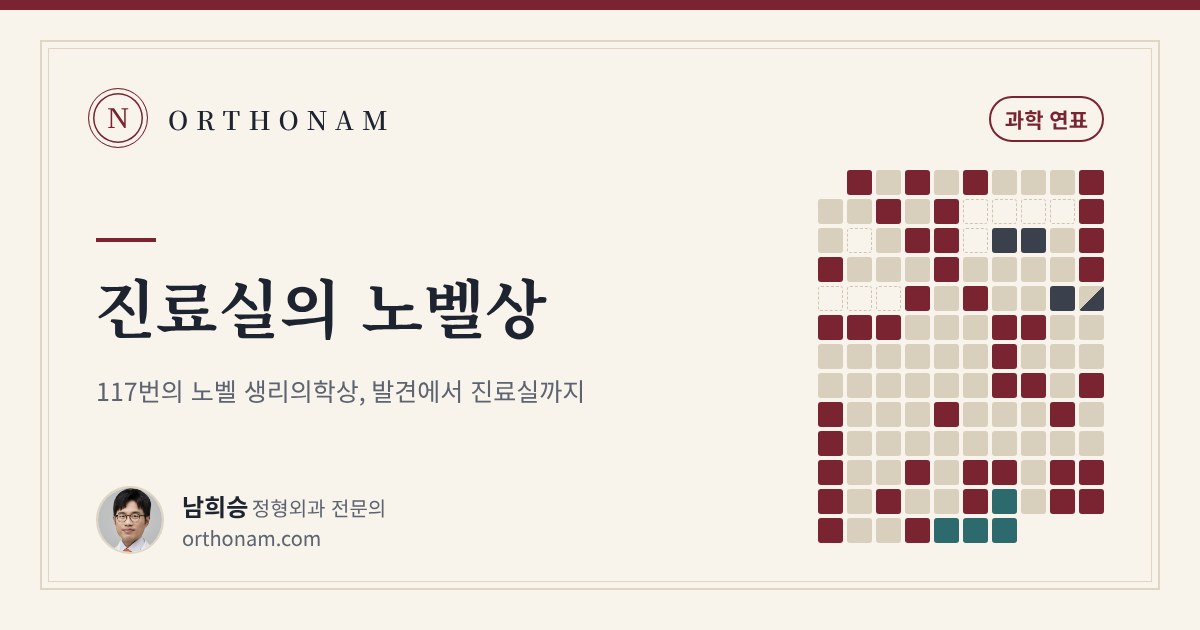 N
ORTHONAM
과학 연표
진료실의 노벨상
117번의 노벨 생리의학상, 발견에서 진료실까지
남희승 정형외과 전문의
orthonam.com